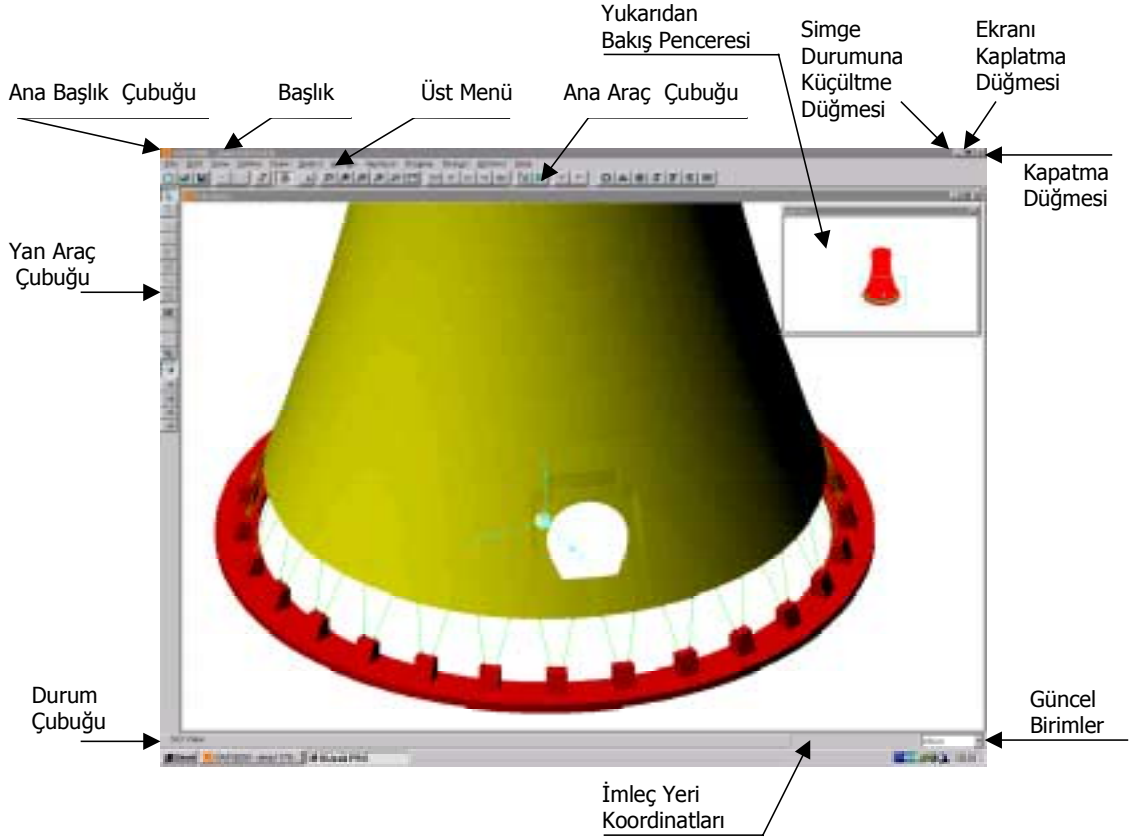 Yukarıdan
Bakış Penceresi
Simge
Durumuna
Küçültme
Düğmesi
Ekranı
Kaplatma
Düğmesi
Ana Başlık Çubuğu
Başlık
Üst Menü
Ana Araç Çubuğu
Kapatma
Düğmesi
Yan Araç
Çubuğu
Durum
Çubuğu
Güncel
Birimler
İmleç Yeri
Koordinatları